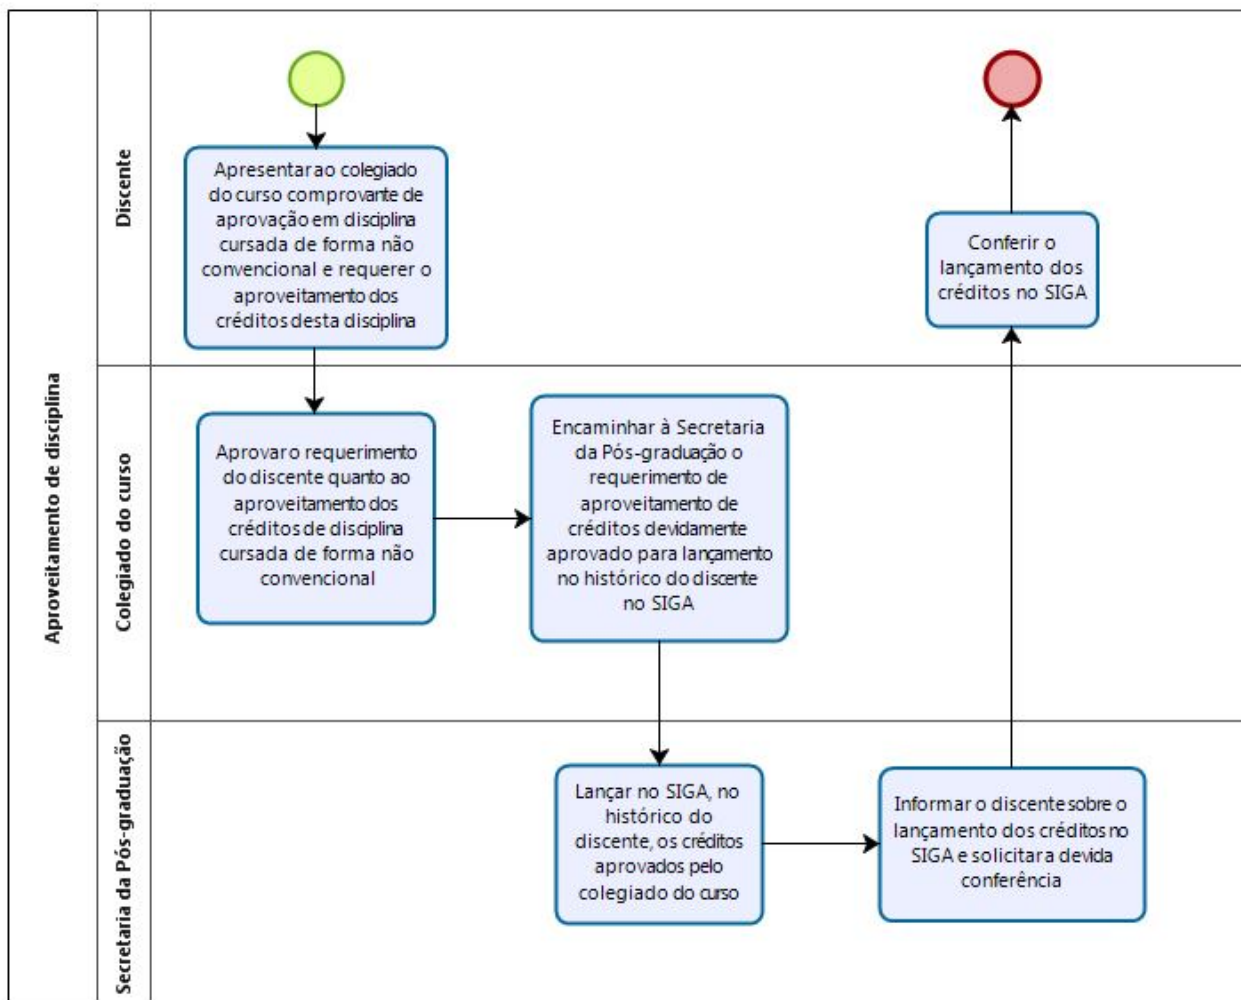 Aproveitamento de disciplina
Discente
Apresentar ao colegiado
do curso comprovante de
aprovação em disciplina
cursada de forma não
convencional e requerer o
aproveitamento dos
créditos desta disciplina
Conferir o
lançamento dos
créditos no SIGA
Colegiado do curso
Aprovar o requerimento
do discente quanto ao
aproveitamento dos
créditos de disciplina
cursada de forma não
convencional
Encaminhar à Secretaria
da Pós-graduação o
requerimento de
aproveitamento de
créditos devidamente
aprovado para lançamento
no histórico do discente
no SIGA
Secretaria da Pós-graduação
Lançar no SIGA, no
histórico do
discente, os créditos
aprovados pelo
colegiado do curso
Informar o discente sobre o
lançamento dos créditos no
SIGA e solicitar a devida
conferência